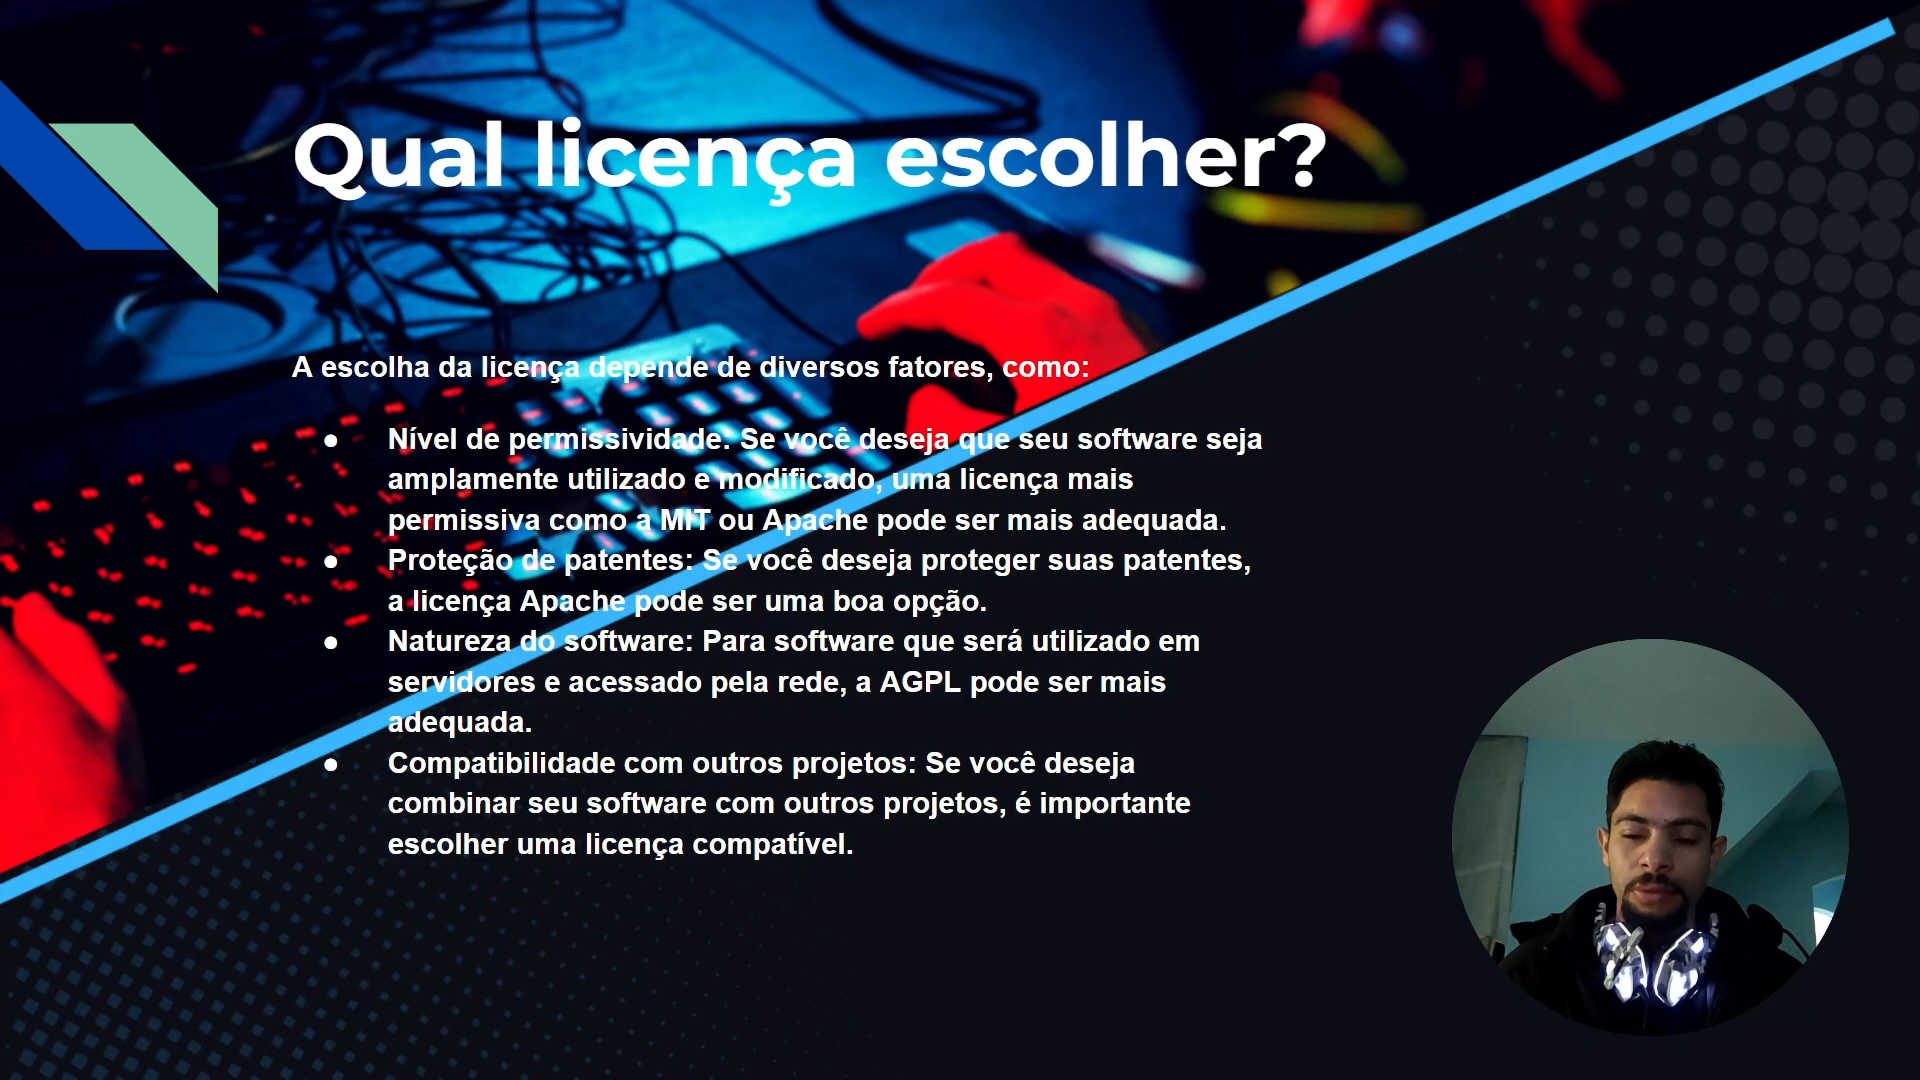 Qual licença escolher?
A escolha da licença depende de diversos fatores, como:
● Nível de permissividade: Se você deseja que seu software seja
amplamente utilizado e modificado, uma licença mais
permissiva como a MIT ou Apache pode ser mais adequada.
● Proteção de patentes: Se você deseja proteger suas patentes,
a licença Apache pode ser uma boa opção.
● Natureza do software: Para software que será utilizado em
servidores e acessado pela rede, a AGPL pode ser mais
adequada.
● Compatibilidade com outros projetos: Se você deseja
combinar seu software com outros projetos, é importante
escolher uma licença compatível.